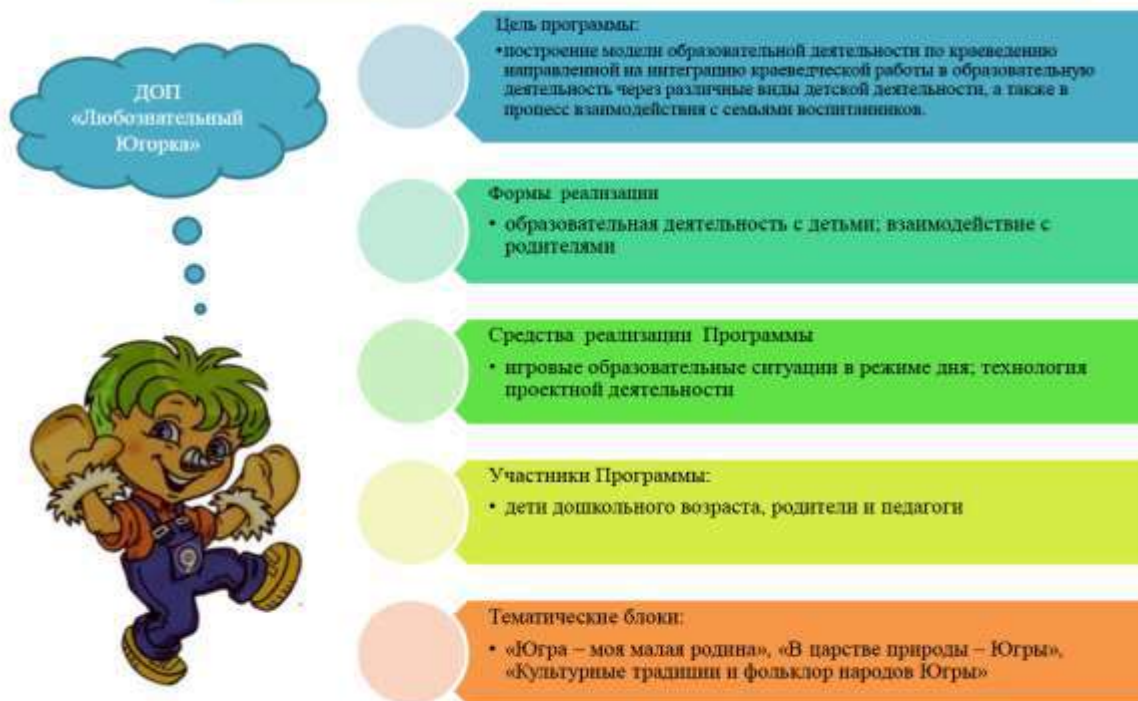 ДОП
«Любознательный
Югорка»
Цель программы:
•построение модели образовательной деятельности по краеведению
направленной на интеграцию краеведческой работы в образовательную
деятельность через различные виды детской деятельности, а также в
процесс взаимодействия с семьями воспитанников.
Формы реализации
• образовательная деятельность с детьми; взаимодействие с
родителями
Средства реализации Программы
• игровые образовательные ситуации в режиме дня; технология
проектной деятельности
Участники Программы:
• дети дошкольного возраста, родители и педагоги
Тематические блоки:
• «Югра – моя малая родина», «В царстве природы – Югры»,
«Культурные традиции и фольклор народов Югры»